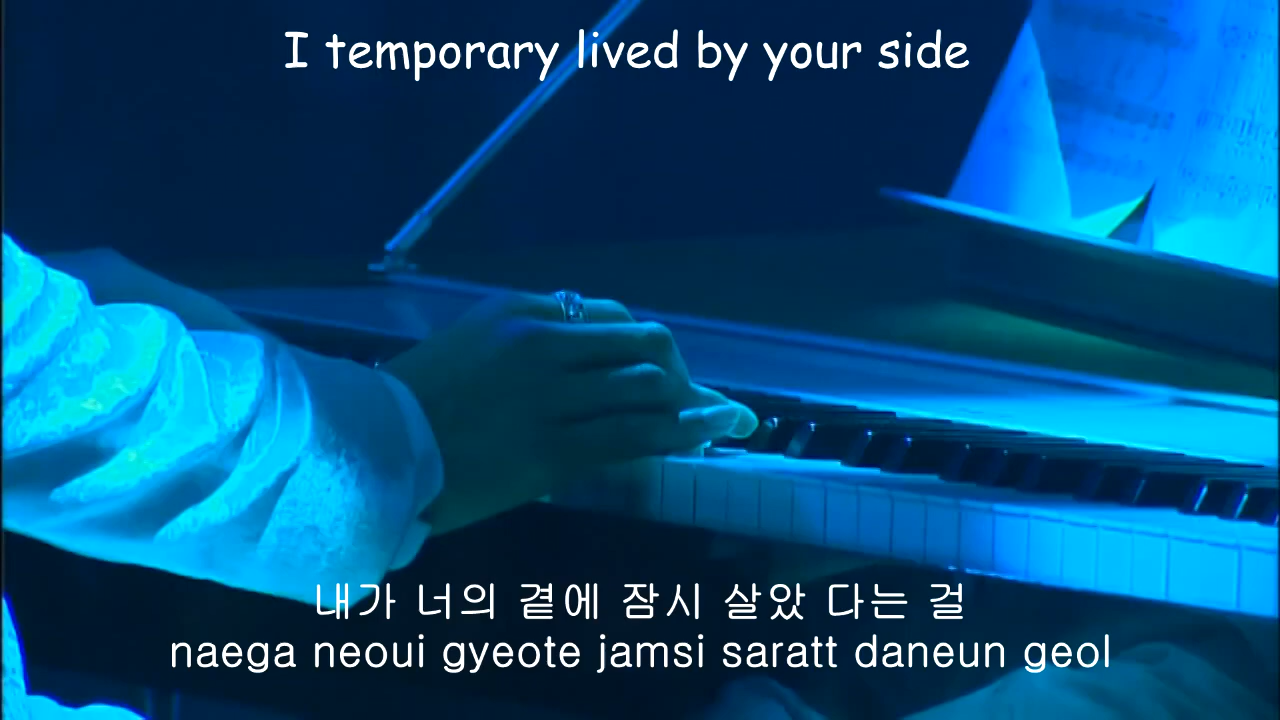 I temporary lived by your side
내가 너의 곁에 잠시 살았 다는 걸
naega neoui gyeote jamsi saratt daneun geol